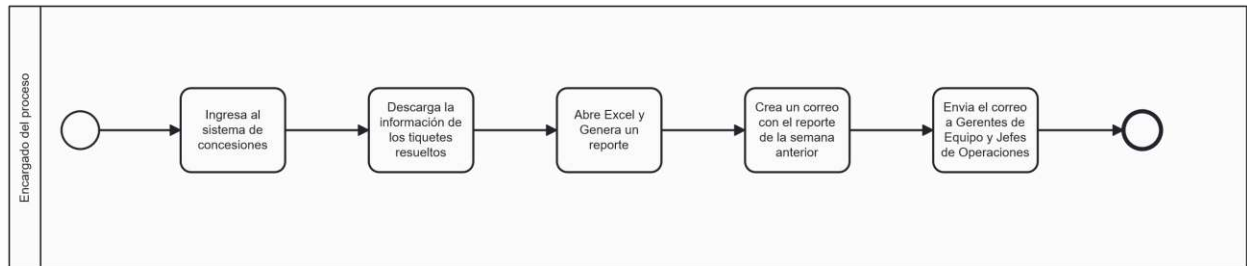 Encargado del proceso
Ingresa al
sistema de
concesiones
Descarga la
información de
los tiquetes
resueltos
Abre Excel y
Genera un
reporte
Crea un correo
con el reporte
de la semana
anterior
Envia el correo
a Gerentes de
Equipo y Jefes
de Operaciones